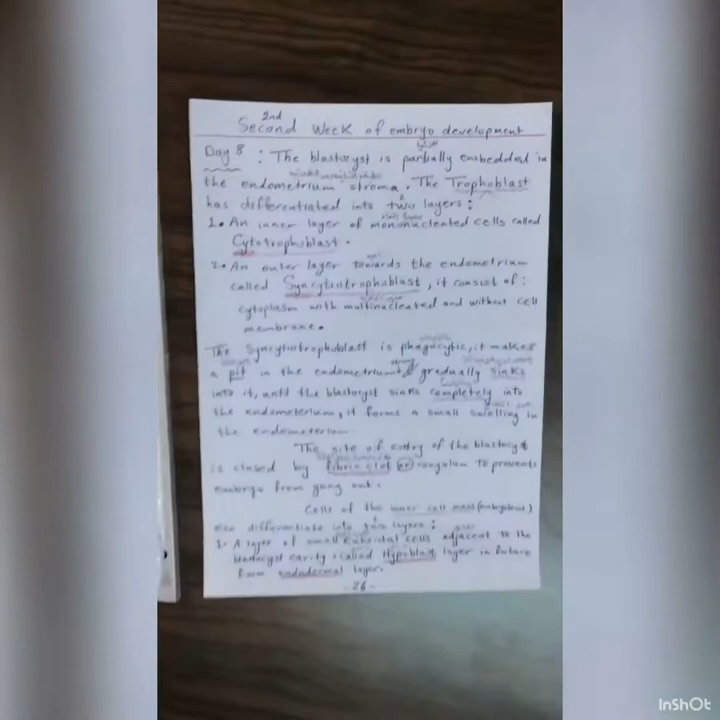 2nd
Second Week of embryo development
Day 8 : The blastocyst is partially embedded in
the endometrium stroma. The Trophoblast
has differentiated into two layers:
1. An inner layer of mononucleated cells called
Cytotrophoblast.
2. An outer layer towards the endometrium
called Syncytiotrophoblast, it consist of:
cytoplasm with multinucleated and without cell
membrane.
The Syncytiotrophoblast is phagocytic, it makes
a pit in the endometrium gradually sinks
into it, until the blastocyst sinks completely into
the endometerium, it forms a small swelling in
the endometerium
The site of entry of the blastocyst
is closed by fibrin clot or coagulum to prevents
embryo from going out.
Cells of the inner cell mass (embryoblast)
also differentiate into layers:
1. A layer of small cuboidal cells adjacent to the
blastocyst cavity called Hypoblast layer in future
form endodermal layer.
-26-
InShOt